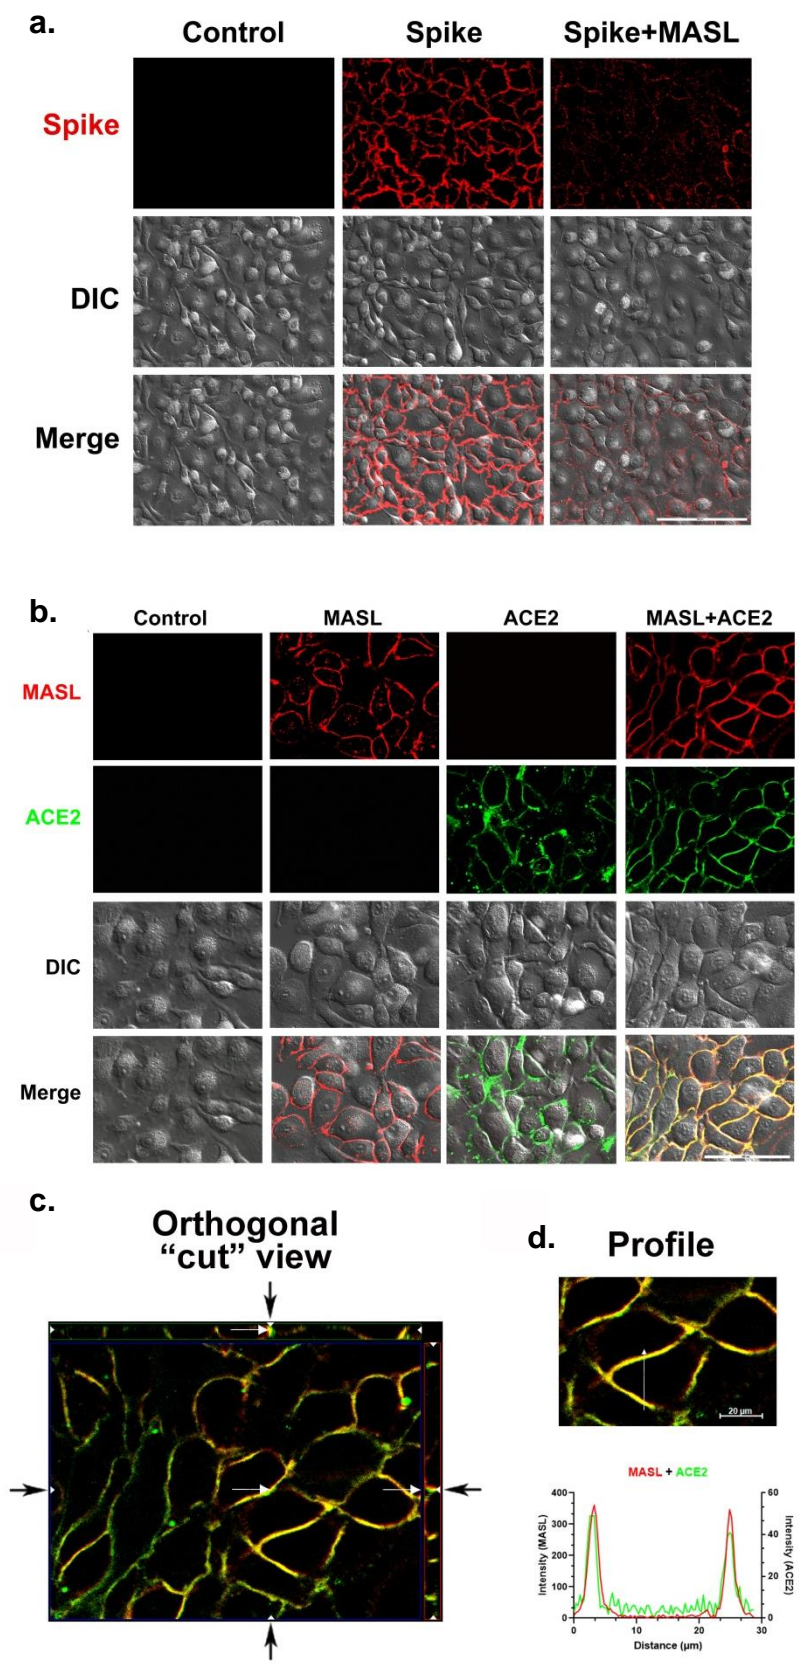 a.
Control Spike Spike+MASL
Spike
DIC
Merge
b.
Control MASL ACE2 MASL+ACE2
MASL
ACE2
DIC
Merge
c.
Orthogonal
“cut” view
d.
Profile
20 µm
MASL + ACE2
Intensity (MASL)
400
300
200
100
0
60
40
20
0
Intensity (ACE2)
0 10 20 30
Distance (µm)